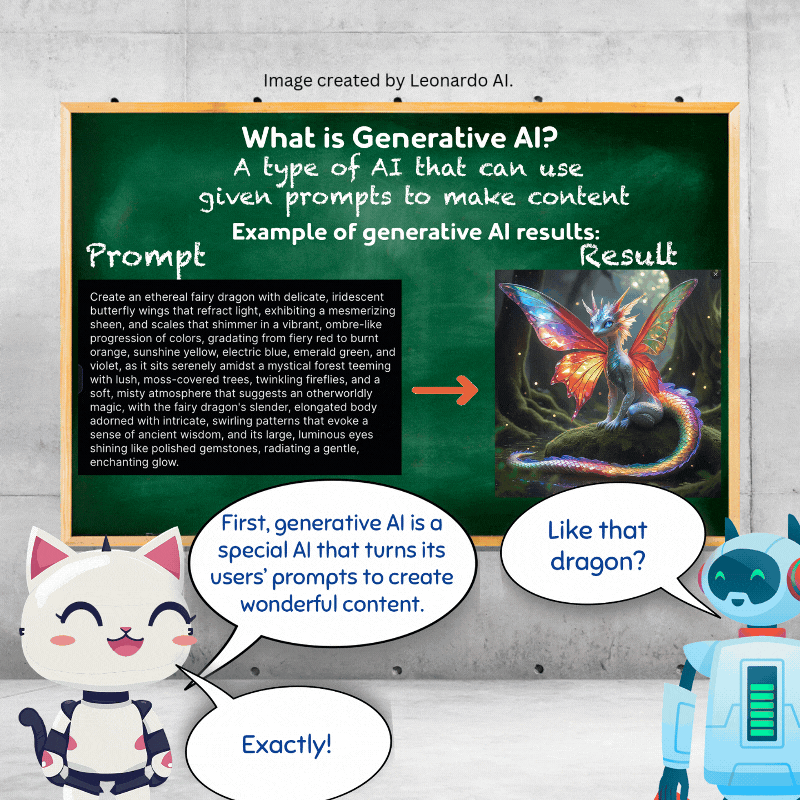 Image created by Leonardo AI.
What is Generative AI?
A type of AI that can use
given prompts to make content
Example of generative AI results:
Prompt
Result
Create an ethereal fairy dragon with delicate, iridescent
butterfly wings that refract light, exhibiting a mesmerizing
sheen, and scales that shimmer in a vibrant, ombre-like
progression of colors, gradating from fiery red to burnt
orange, sunshine yellow, electric blue, emerald green, and
violet, as it sits serenely amidst a mystical forest teeming
with lush, moss-covered trees, twinkling fireflies, and a
soft, misty atmosphere that suggests an otherworldly
magic, with the fairy dragon's slender, elongated body
adorned with intricate, swirling patterns that evoke a
sense of ancient wisdom, and its large, luminous eyes
shining like polished gemstones, radiating a gentle,
enchanting glow.
First, generative AI is a
special AI that turns its
users' prompts to create
wonderful content.
Like that
dragon?
Exactly!